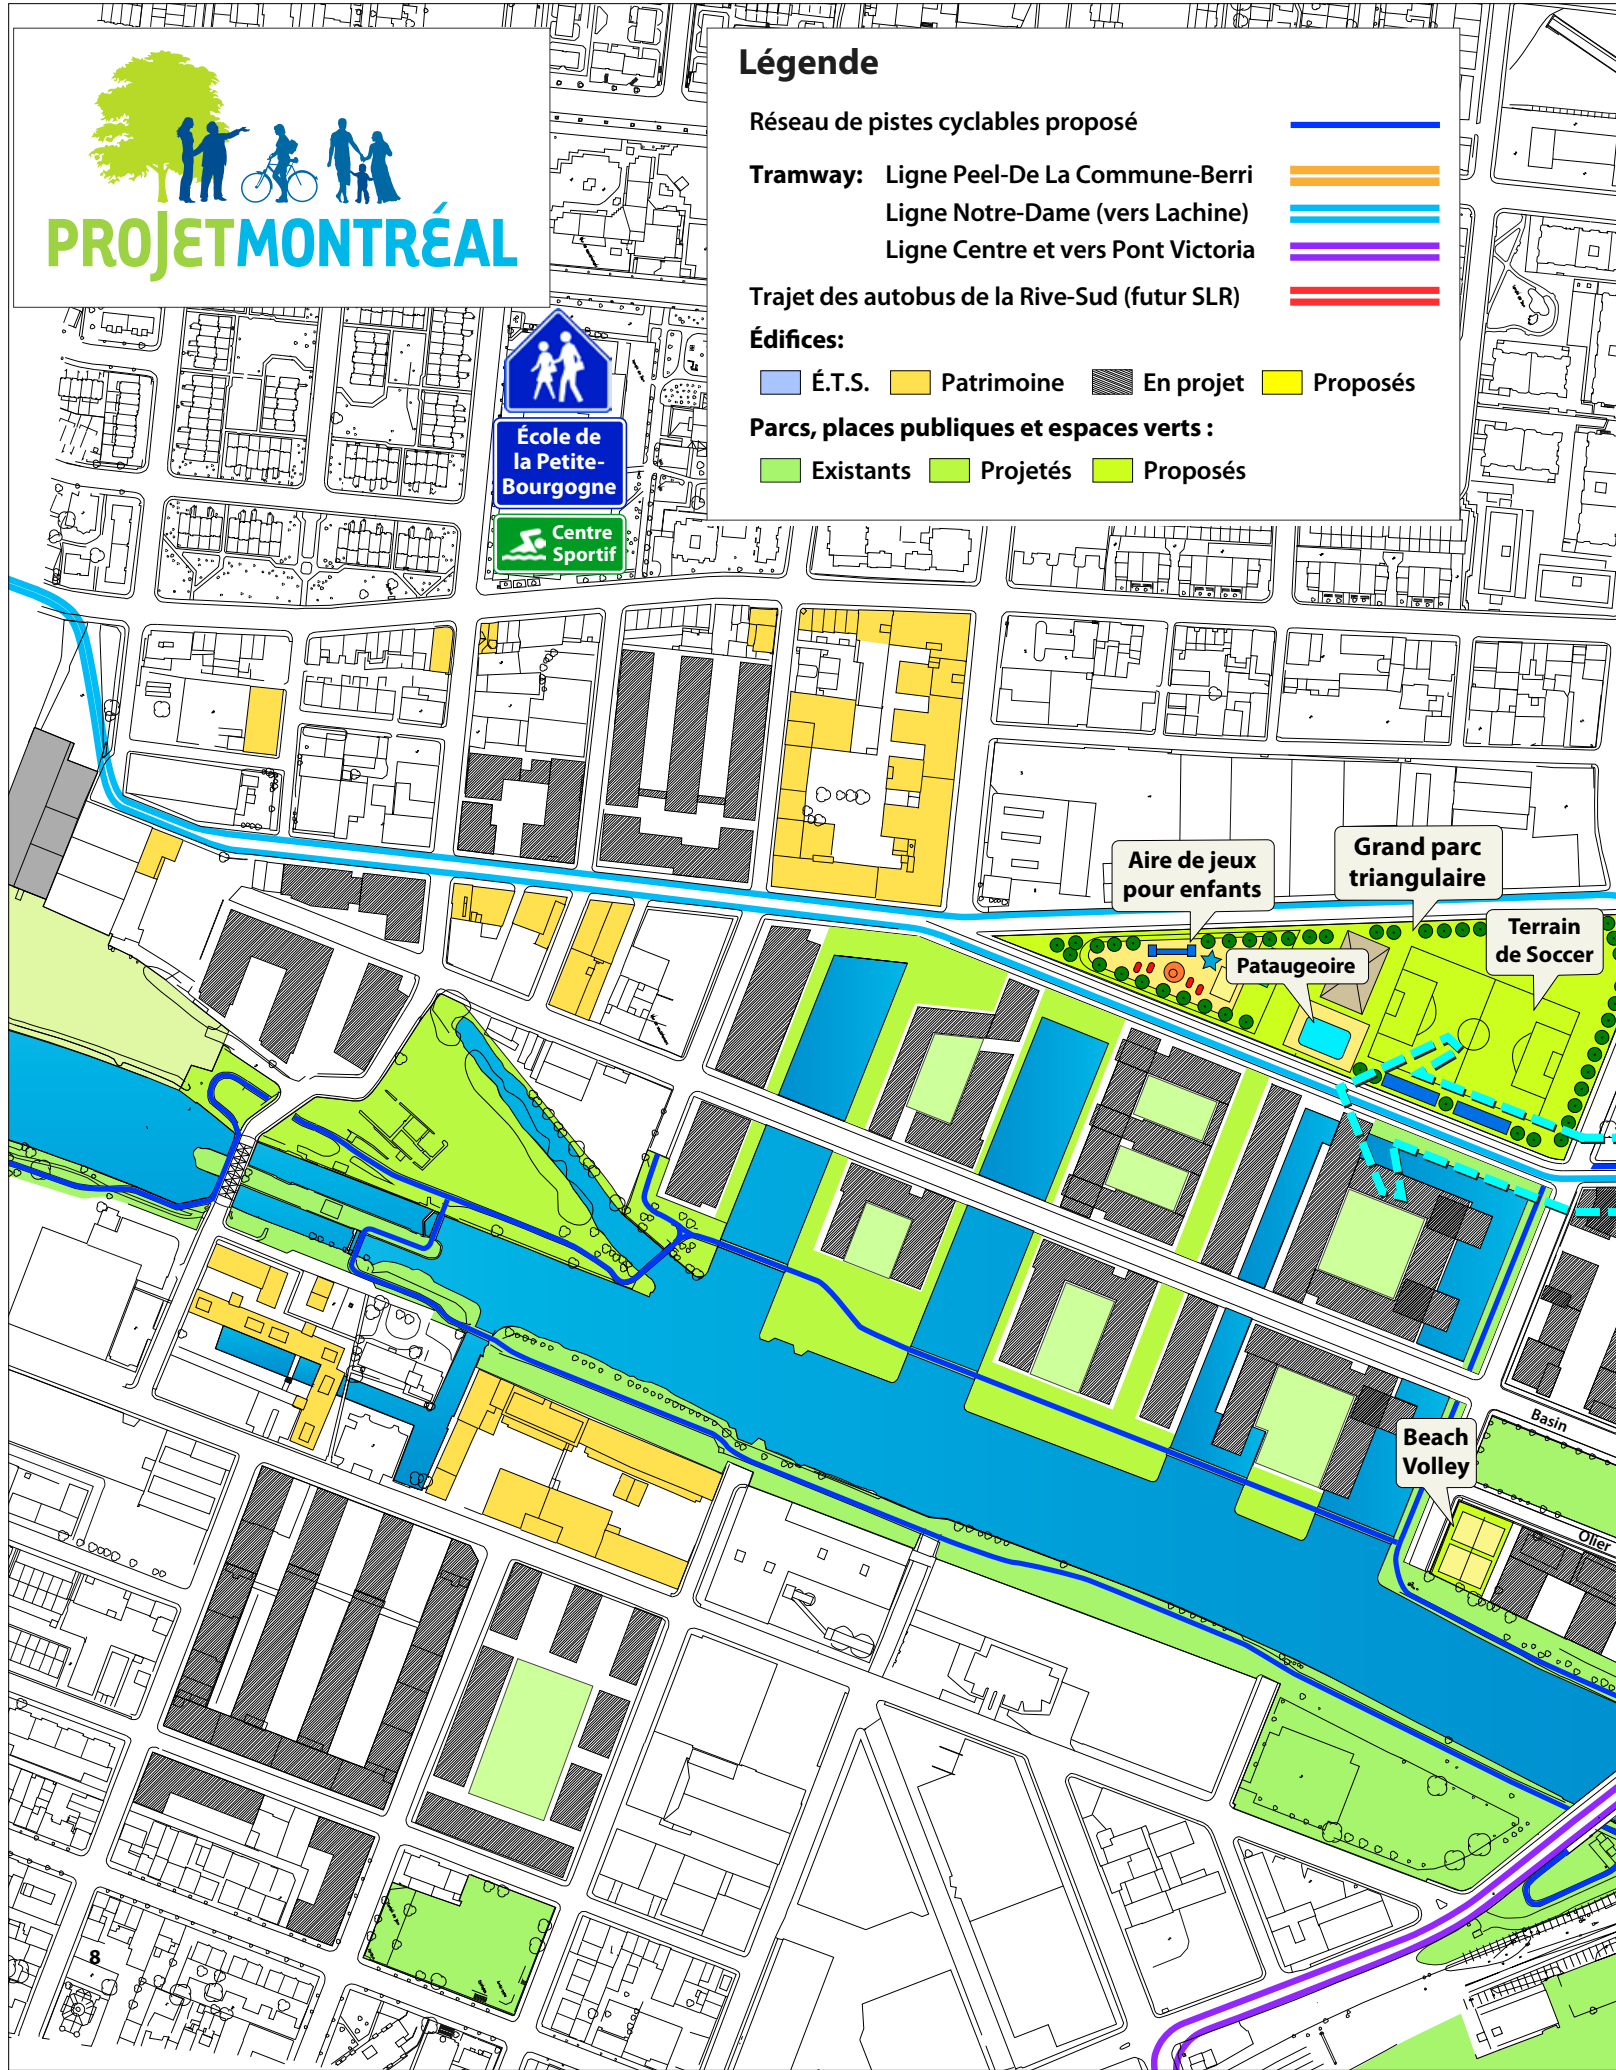 PROJET MONTRÉAL
Légende
Réseau de pistes cyclables proposé
Tramway: Ligne Peel-De La Commune-Berri
Ligne Notre-Dame (vers Lachine)
Ligne Centre et vers Pont Victoria
Trajet des autobus de la Rive-Sud (futur SLR)
Édifices:
É.T.S. Patrimoine En projet Proposés
Parcs, places publiques et espaces verts :
Existants Projetés Proposés
École de
la Petite-
Bourgogne
Centre
Sportif
Aire de jeux
pour enfants
Grand parc
triangulaire
Terrain
de Soccer
Pataugeoire
Basin
Beach
Volley
Olier
8